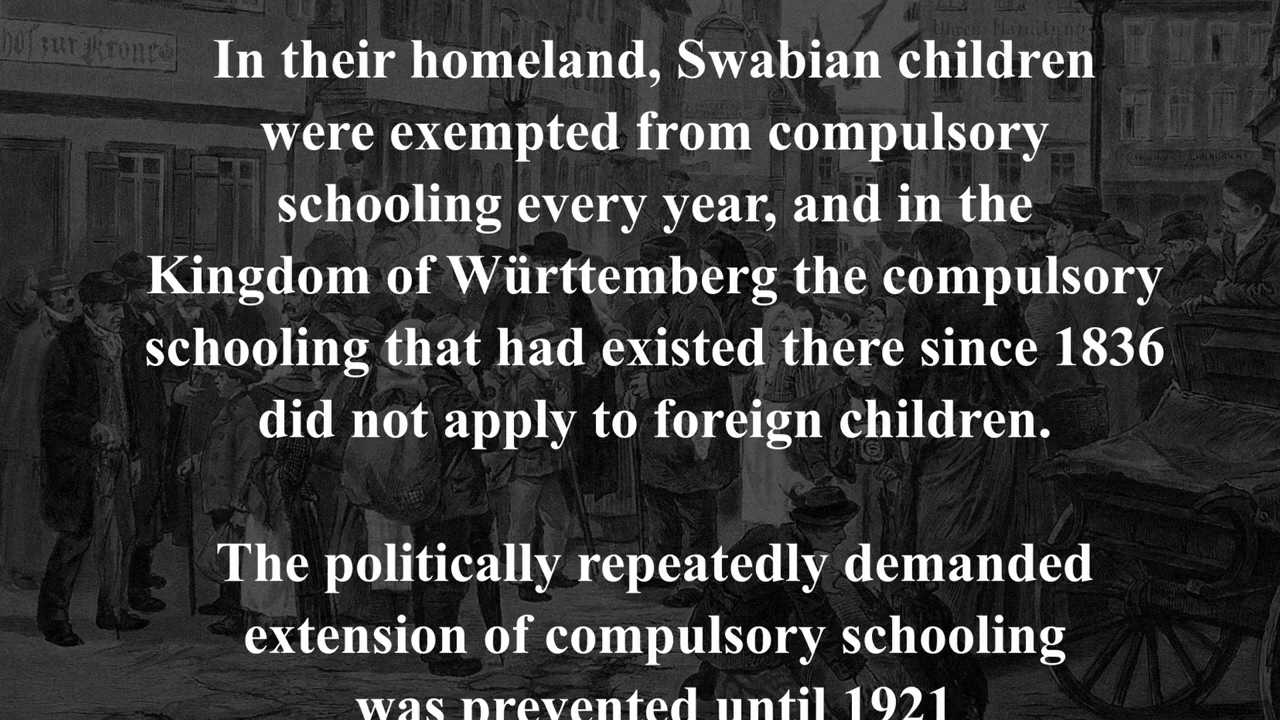 hof zur Krone
In their homeland, Swabian children
were exempted from compulsory
schooling every year, and in the
Kingdom of Württemberg the compulsory
schooling that had existed there since 1836
did not apply to foreign children.
The politically repeatedly demanded
extension of compulsory schooling
was prevented until 1921